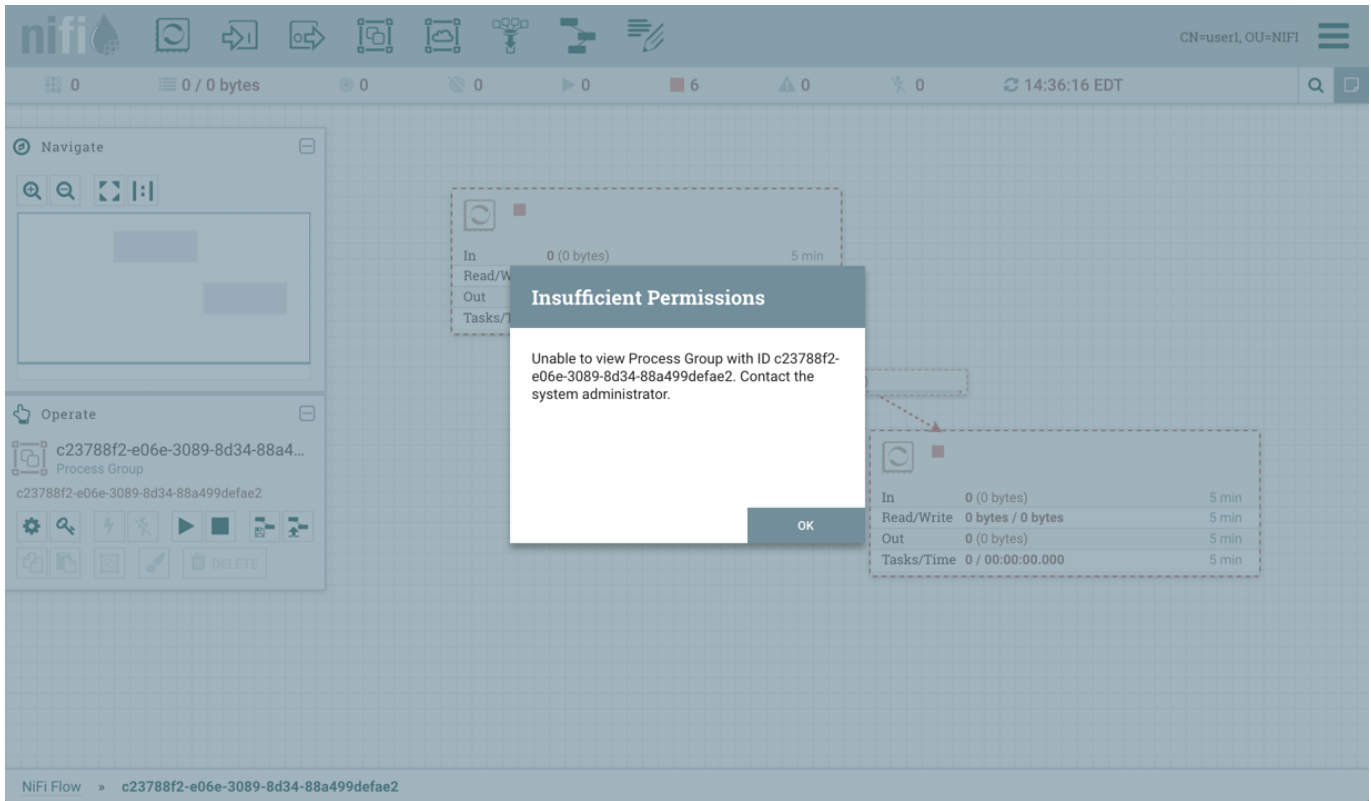 nifi
CN=user1, OU=NIFI
0
0 / 0 bytes
0
0
0
6
0
0
14:36:16 EDT
Navigate
In 0 (0 bytes) 5 min
Read/W
Out
Tasks/T
Insufficient Permissions
Unable to view Process Group with ID c23788f2-
e06e-3089-8d34-88a499defae2. Contact the
system administrator.
OK
Operate
c23788f2-e06e-3089-8d34-88a4...
Process Group
c23788f2-e06e-3089-8d34-88a499defae2
DELETE
In 0 (0 bytes) 5 min
Read/Write 0 bytes / 0 bytes 5 min
Out 0 (0 bytes) 5 min
Tasks/Time 0 / 00:00:00.000 5 min
NiFi Flow » c23788f2-e06e-3089-8d34-88a499defae2